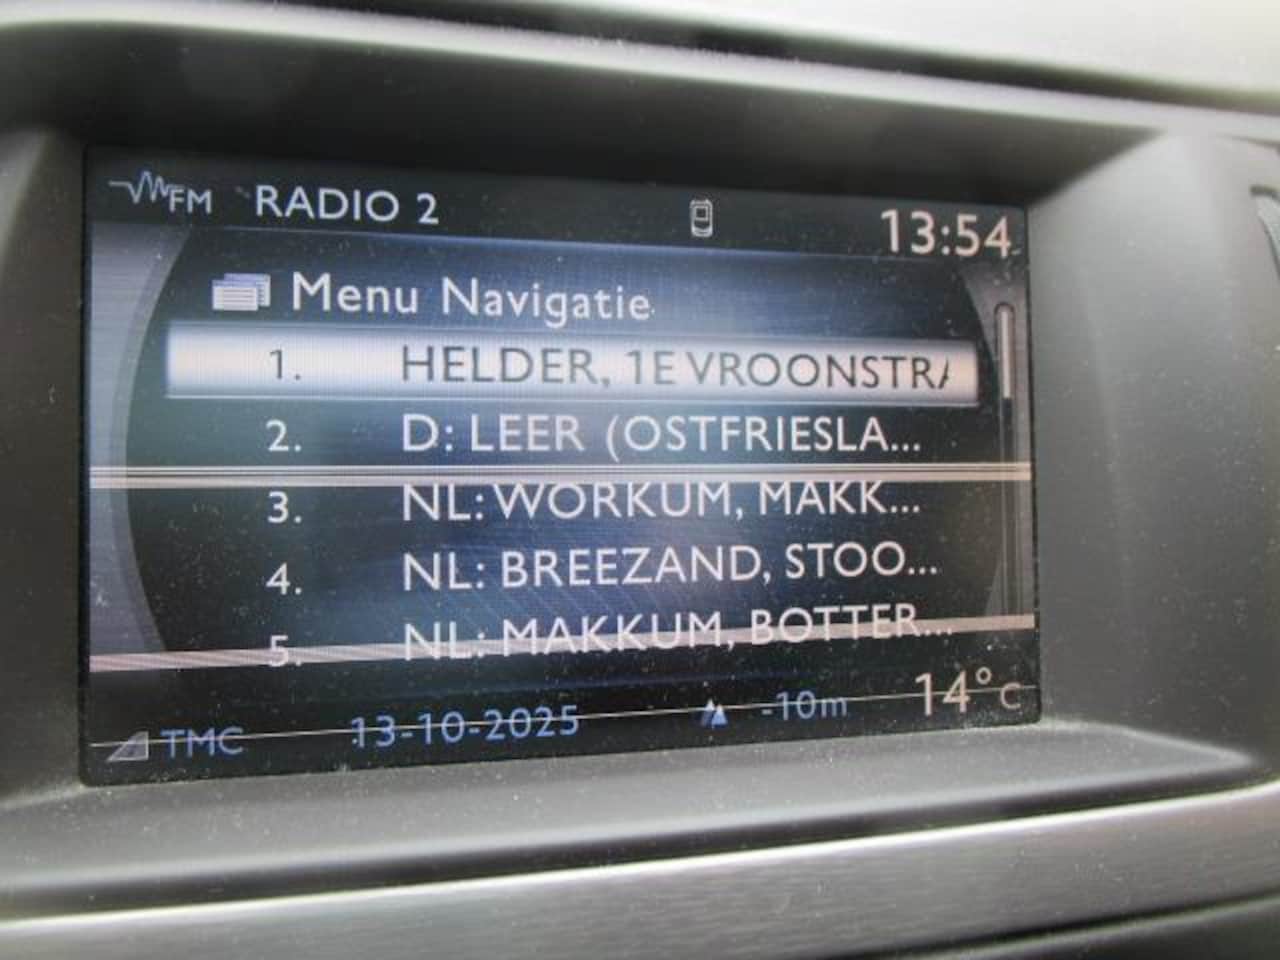 FM RADIO 2 13:54
Menu Navigatie
1. HELDER, 1E VROONSTRA
2. D: LEER (OSTFRIESLA...
3. NL: WORKUM, MAKK...
4. NL: BREEZAND, STOO...
5. NL: MAKKUM, BOTTER...
TMC 13-10-2025 -10m 14°C